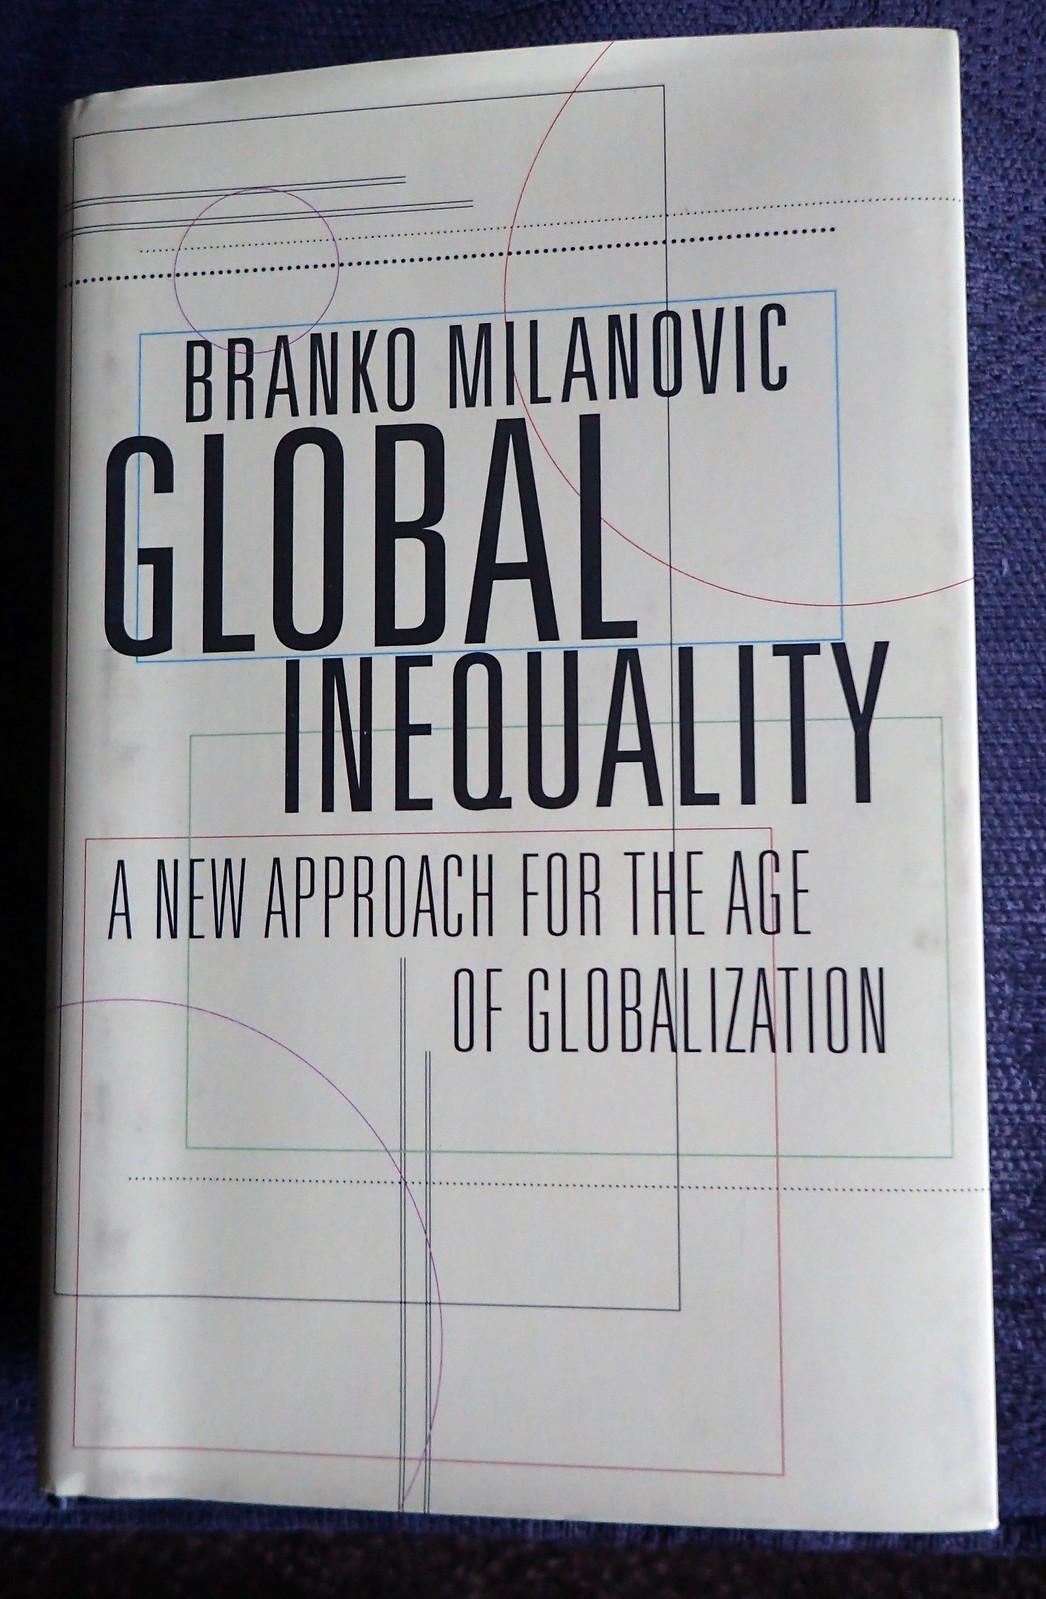 BRANKO MILANOVIC
GLOBAL
INEQUALITY
A NEW APPROACH FOR THE AGE
OF GLOBALIZATION